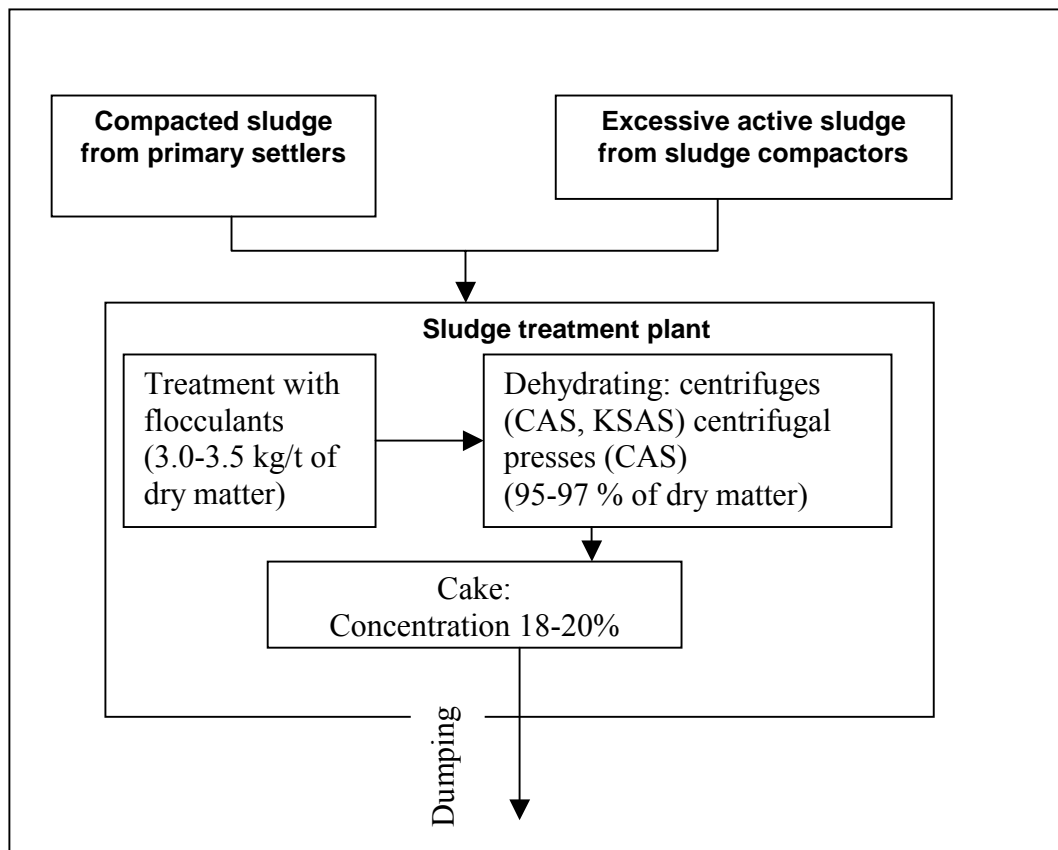 Compacted sludge
from primary settlers
Excessive active sludge
from sludge compactors
Sludge treatment plant
Treatment with
flocculants
(3.0-3.5 kg/t of
dry matter)
Dehydrating: centrifuges
(CAS, KSAS) centrifugal
presses (CAS)
(95-97 % of dry matter)
Cake:
Concentration 18-20%
Dumping